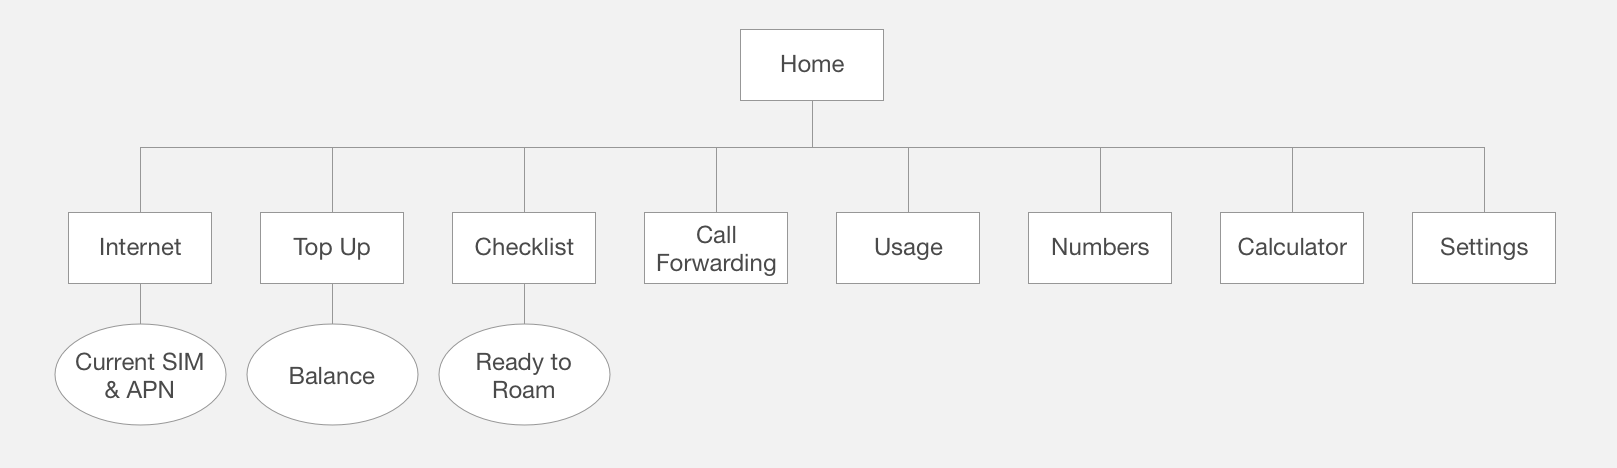 Home
Internet
Top Up
Checklist
Call
Forwarding
Usage
Numbers
Calculator
Settings
Current SIM
& APN
Balance
Ready to
Roam